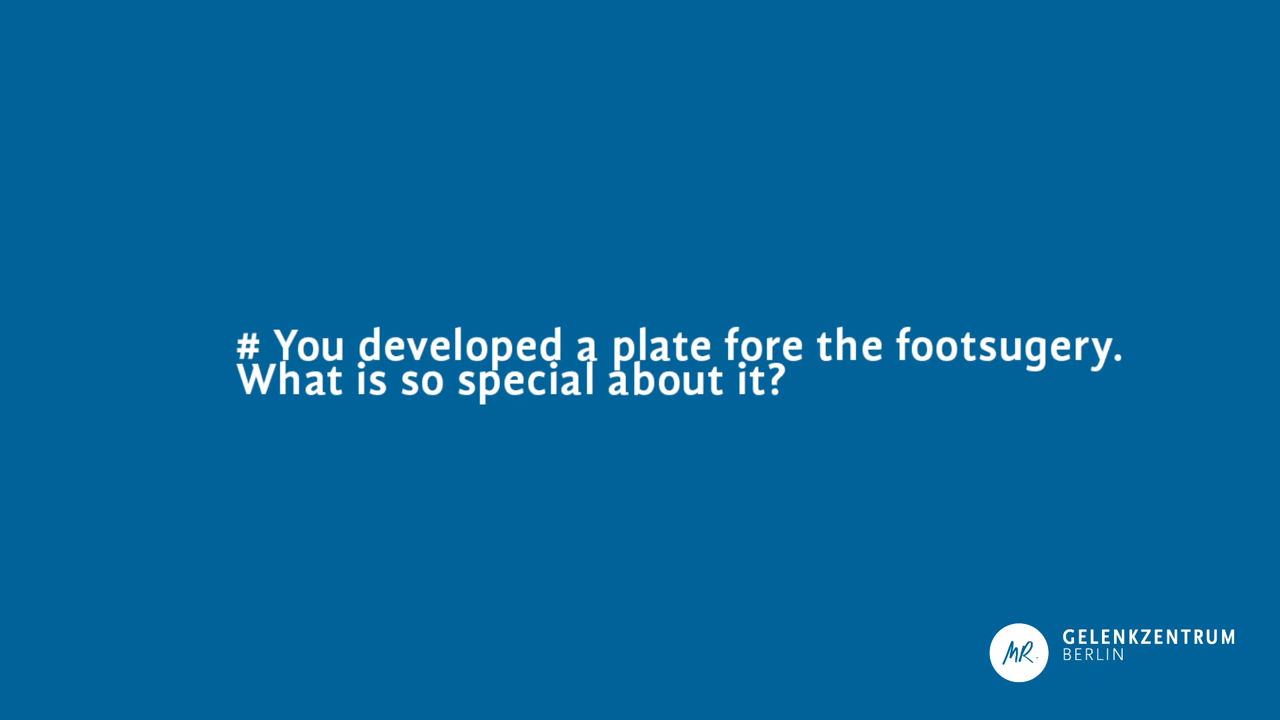 # You developed a plate fore the footsugery.
What is so special about it?
MR.
GELENKZENTRUM
BERLIN